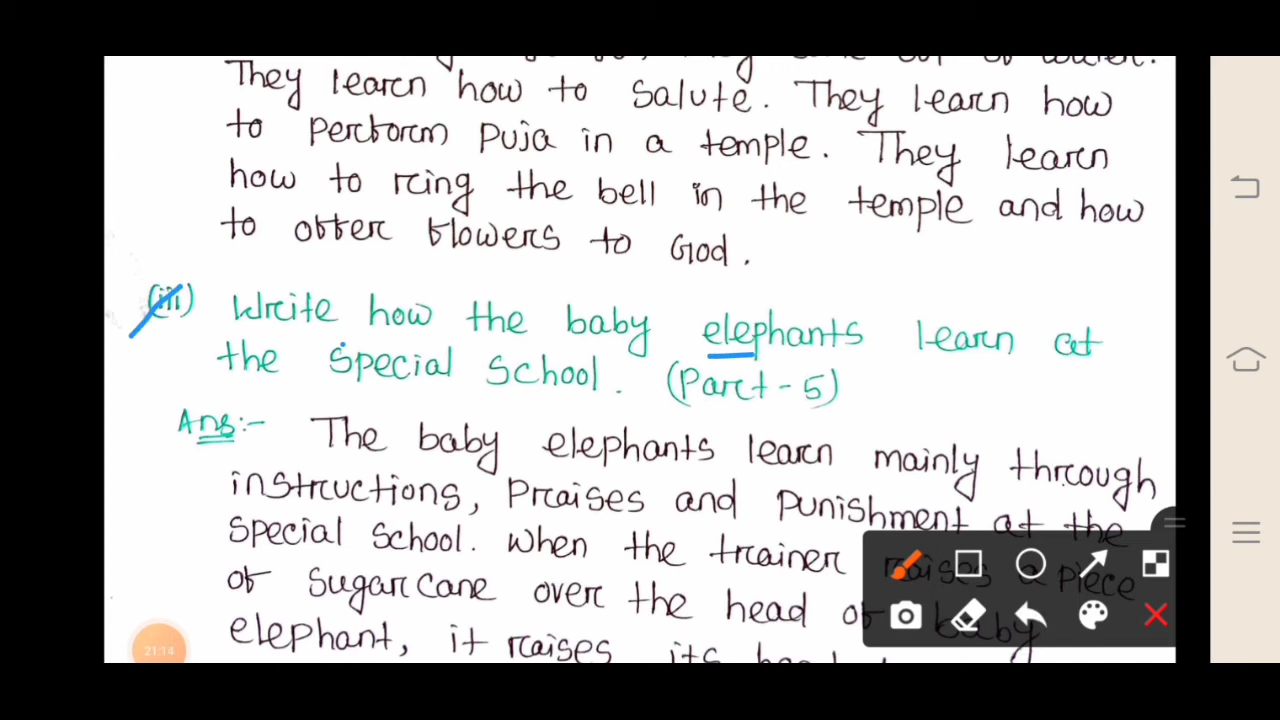 They learn how to salute. They learn how
to perform puja in a temple. They learn
how to ring the bell in the temple and how
to offer flowers to God.
(iii) Write how the baby elephants learn at
the special school. (Part-5)
Ans:- The baby elephants learn mainly through
instructions, Praises and punishment at the
special school. When the trainer raises a piece
of sugarcane over the head of baby
elephant, it raises its
21:14